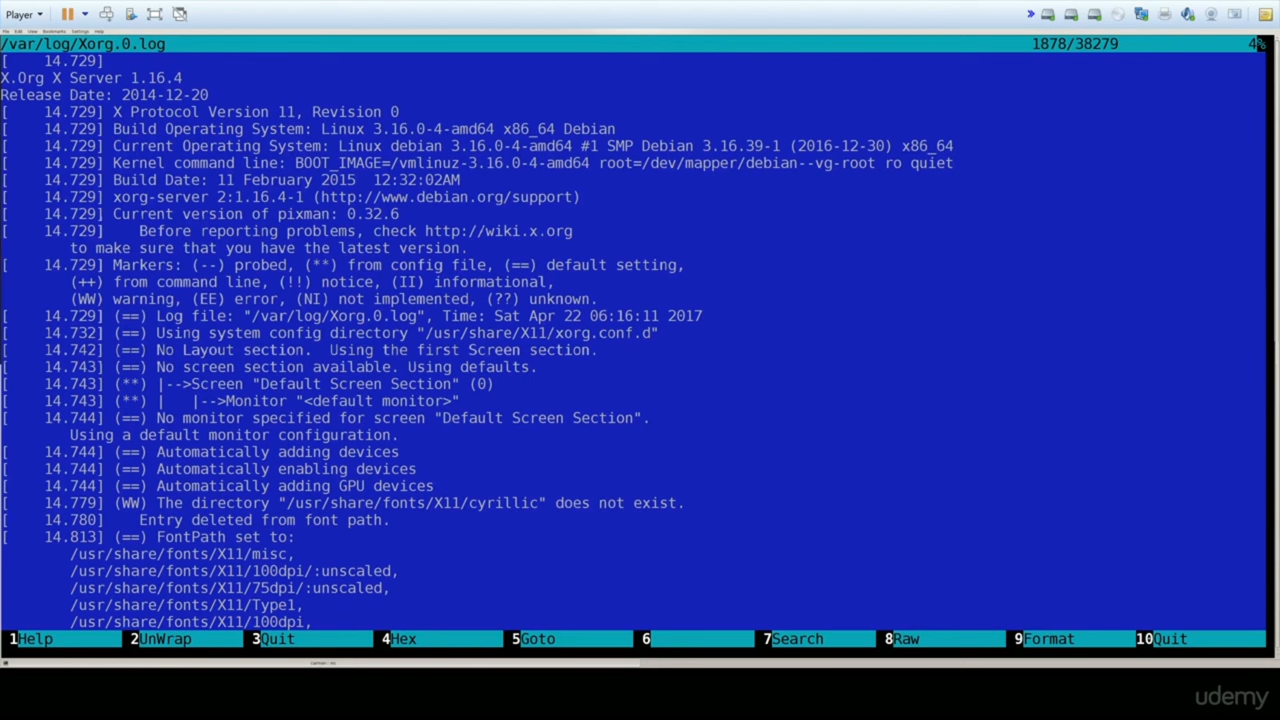 Player
File Edit View Bookmarks Settings Help
/var/log/Xorg.0.log 1878/38279 4%
[    14.729]
X.Org X Server 1.16.4
Release Date: 2014-12-20
[    14.729] X Protocol Version 11, Revision 0
[    14.729] Build Operating System: Linux 3.16.0-4-amd64 x86_64 Debian
[    14.729] Current Operating System: Linux debian 3.16.0-4-amd64 #1 SMP Debian 3.16.39-1 (2016-12-30) x86_64
[    14.729] Kernel command line: BOOT_IMAGE=/vmlinuz-3.16.0-4-amd64 root=/dev/mapper/debian--vg-root ro quiet
[    14.729] Build Date: 11 February 2015  12:32:02AM
[    14.729] xorg-server 2:1.16.4-1 (http://www.debian.org/support)
[    14.729] Current version of pixman: 0.32.6
[    14.729]    Before reporting problems, check http://wiki.x.org
        to make sure that you have the latest version.
[    14.729] Markers: (--) probed, (**) from config file, (==) default setting,
        (++) from command line, (!!) notice, (II) informational,
        (WW) warning, (EE) error, (NI) not implemented, (??) unknown.
[    14.729] (==) Log file: "/var/log/Xorg.0.log", Time: Sat Apr 22 06:16:11 2017
[    14.732] (==) Using system config directory "/usr/share/X11/xorg.conf.d"
[    14.742] (==) No Layout section.  Using the first Screen section.
[    14.743] (==) No screen section available. Using defaults.
[    14.743] (**) |-->Screen "Default Screen Section" (0)
[    14.743] (**) |   |-->Monitor "<default monitor>"
[    14.744] (==) No monitor specified for screen "Default Screen Section".
        Using a default monitor configuration.
[    14.744] (==) Automatically adding devices
[    14.744] (==) Automatically enabling devices
[    14.744] (==) Automatically adding GPU devices
[    14.779] (WW) The directory "/usr/share/fonts/X11/cyrillic" does not exist.
[    14.780]    Entry deleted from font path.
[    14.813] (==) FontPath set to:
        /usr/share/fonts/X11/misc,
        /usr/share/fonts/X11/100dpi/:unscaled,
        /usr/share/fonts/X11/75dpi/:unscaled,
        /usr/share/fonts/X11/Type1,
        /usr/share/fonts/X11/100dpi,
1Help 2UnWrap 3Quit 4Hex 5Goto 6 7Search 8Raw 9Format 10Quit
udemy